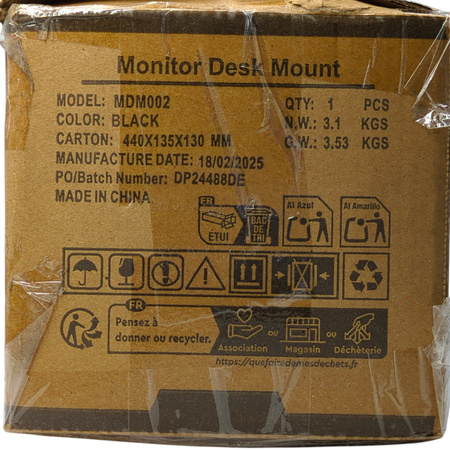 Monitor Desk Mount
MODEL: MDM002 QTY: 1 PCS
COLOR: BLACK N.W.: 3.1 KGS
CARTON: 440X135X130 MM G.W.: 3.53 KGS
MANUFACTURE DATE: 18/02/2025
PO/Batch Number: DP24488DE
MADE IN CHINA
FR
ÉTUI
BAC DE TRI
Al Azul
Al Amarillo
FR
Pensez à
donner ou recycler.
ou
ou
Association Magasin Déchèterie
https://quefairedemesdechets.fr/